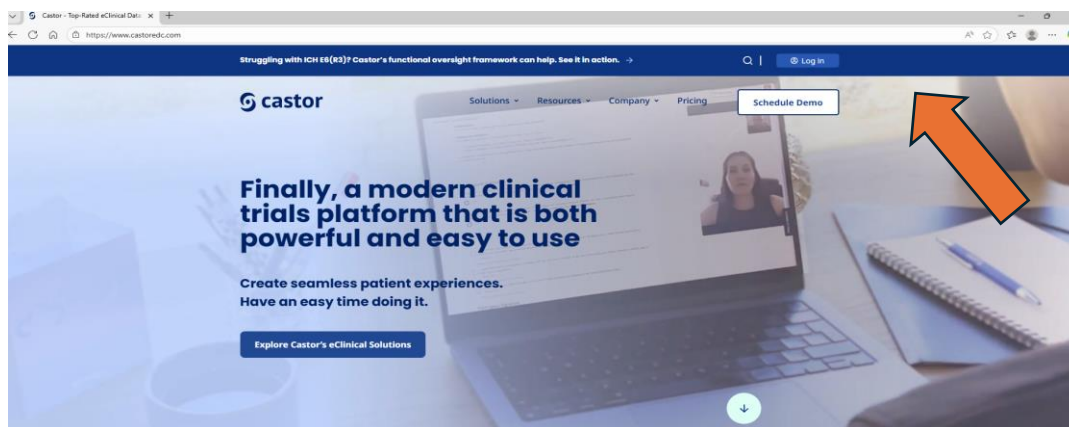 Castor - Top-Rated eClinical Data
https://www.castoredc.com
Struggling with ICH E6(R3)? Castor's functional oversight framework can help. See it in action. →
Log in
castor
Solutions
Resources
Company
Pricing
Schedule Demo
Finally, a modern clinical
trials platform that is both
powerful and easy to use
Create seamless patient experiences.
Have an easy time doing it.
Explore Castor's eClinical Solutions